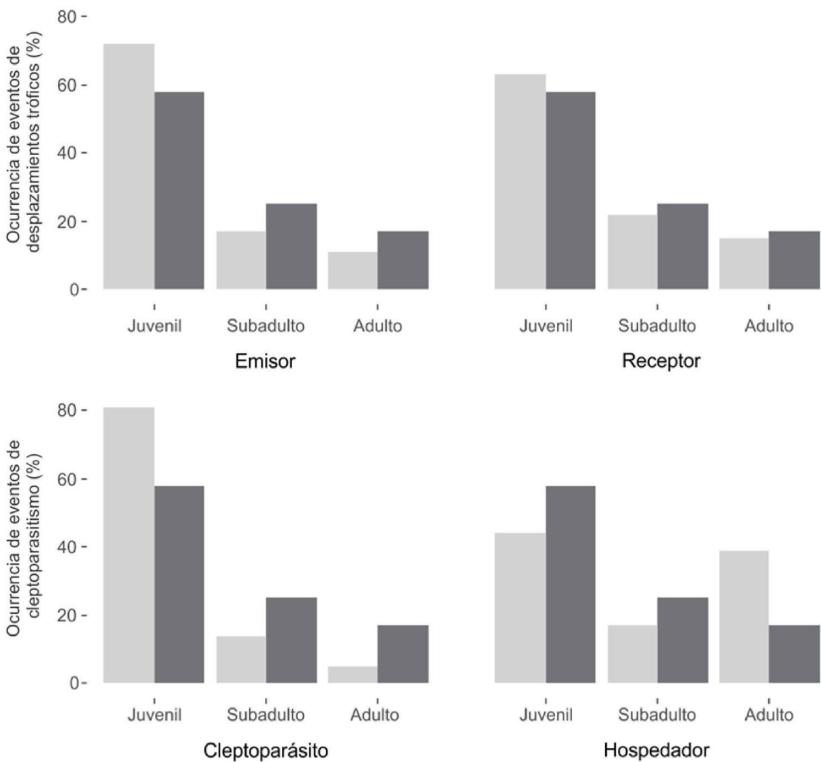 Ocurrencia de eventos de
desplazamientos tróficos (%)
80
60
40
20
0
Juvenil Subadulto Adulto
Emisor
Juvenil Subadulto Adulto
Receptor
Ocurrencia de eventos de
cleptoparasitismo (%)
80
60
40
20
0
Juvenil Subadulto Adulto
Cleptoparásito
Juvenil Subadulto Adulto
Hospedador